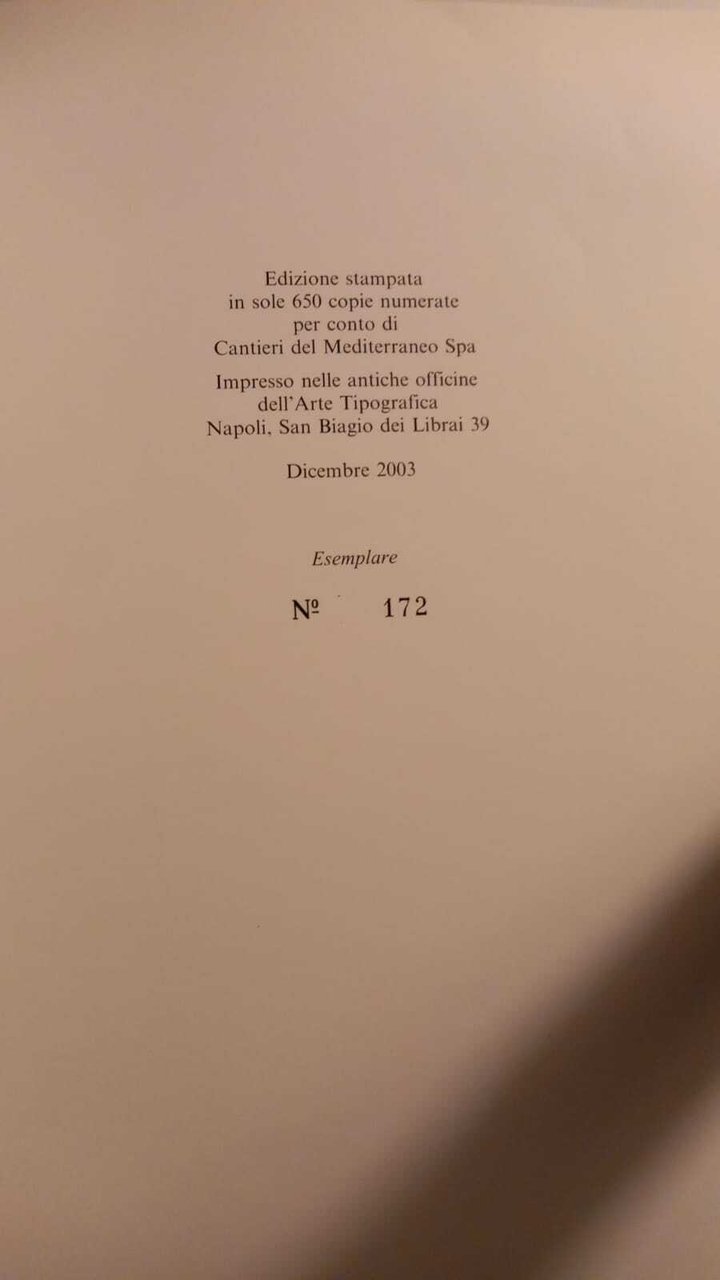 Edizione stampata
in sole 650 copie numerate
per conto di
Cantieri del Mediterraneo Spa
Impresso nelle antiche officine
dell'Arte Tipografica
Napoli, San Biagio dei Librai 39
Dicembre 2003
Esemplare
Nº 172